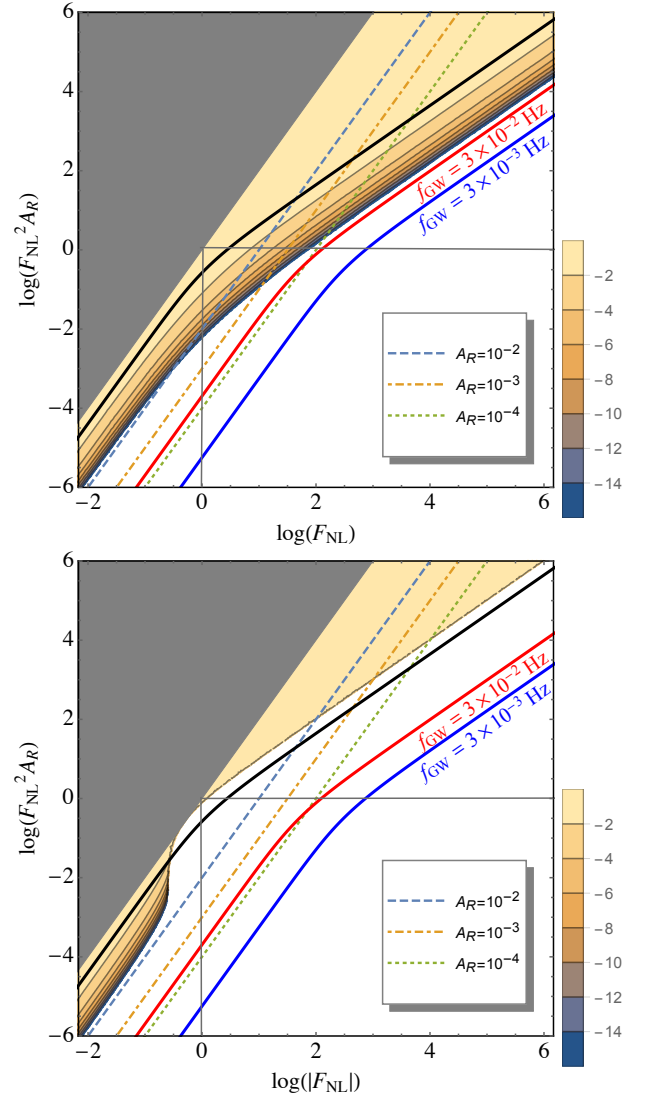 6
4
2
0
−2
−4
−6
log(F_NL² A_R)
f_GW = 3×10⁻² Hz
f_GW = 3×10⁻³ Hz
A_R=10⁻²
A_R=10⁻³
A_R=10⁻⁴
−2
−4
−6
−8
−10
−12
−14
−2 0 2 4 6
log(F_NL)
6
4
2
0
−2
−4
−6
log(F_NL² A_R)
f_GW = 3×10⁻² Hz
f_GW = 3×10⁻³ Hz
A_R=10⁻²
A_R=10⁻³
A_R=10⁻⁴
−2
−4
−6
−8
−10
−12
−14
−2 0 2 4 6
log(|F_NL|)